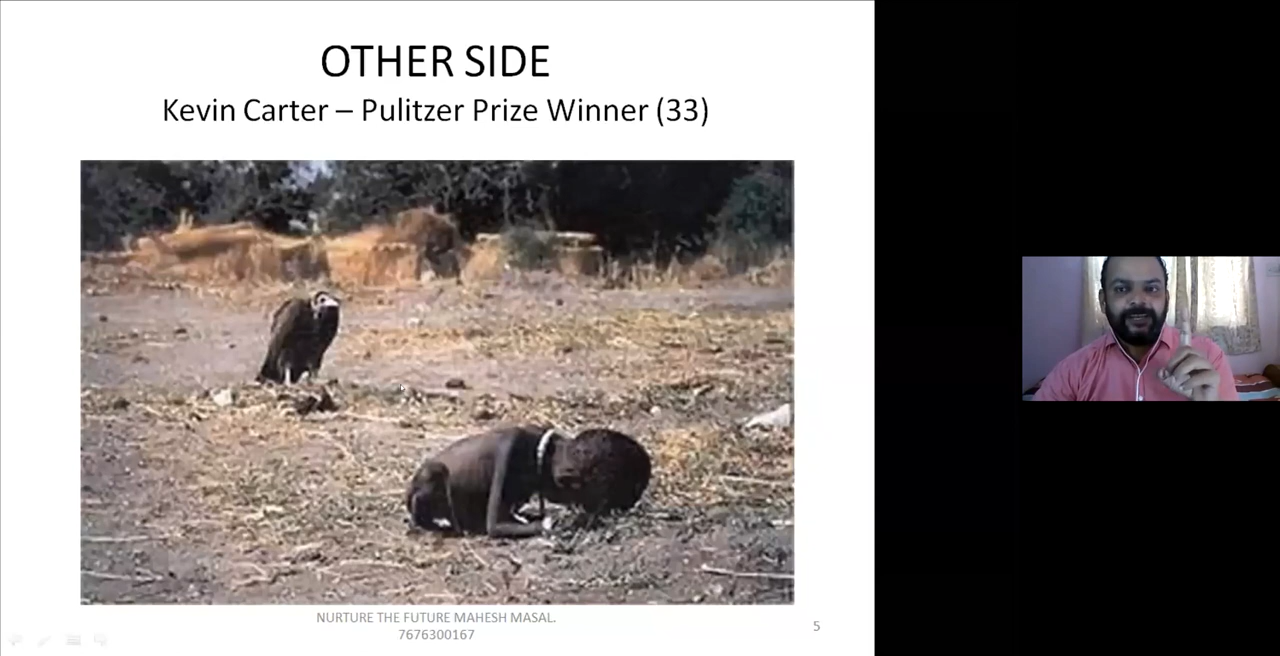 OTHER SIDE
Kevin Carter – Pulitzer Prize Winner (33)
NURTURE THE FUTURE MAHESH MASAL.
7676300167
5